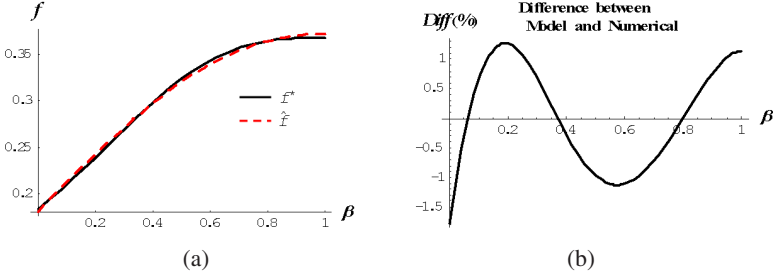 f
0.35
0.3
0.25
0.2
0.2 0.4 0.6 0.8 1 β
f*
f̂
(a)
Difference between
Model and Numerical
Diff(%)
1
0.5
-0.5
-1
-1.5
0.2 0.4 0.6 0.8 1
β
(b)